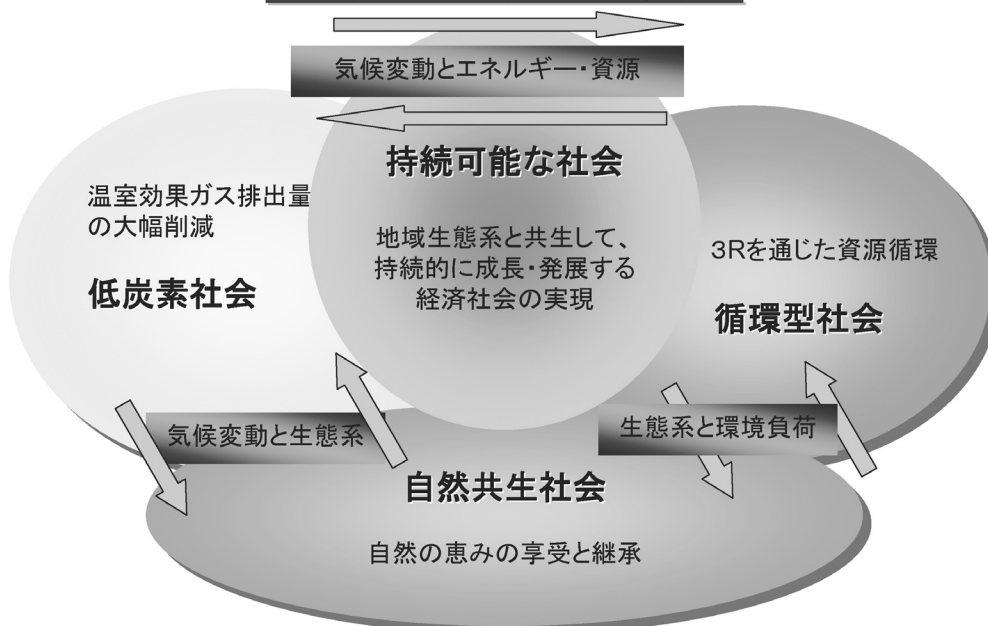 気候変動とエネルギー・資源
持続可能な社会
温室効果ガス排出量
の大幅削減
低炭素社会
地域生態系と共生して、
持続的に成長・発展する
経済社会の実現
3Rを通じた資源循環
循環型社会
気候変動と生態系
生態系と環境負荷
自然共生社会
自然の恵みの享受と継承